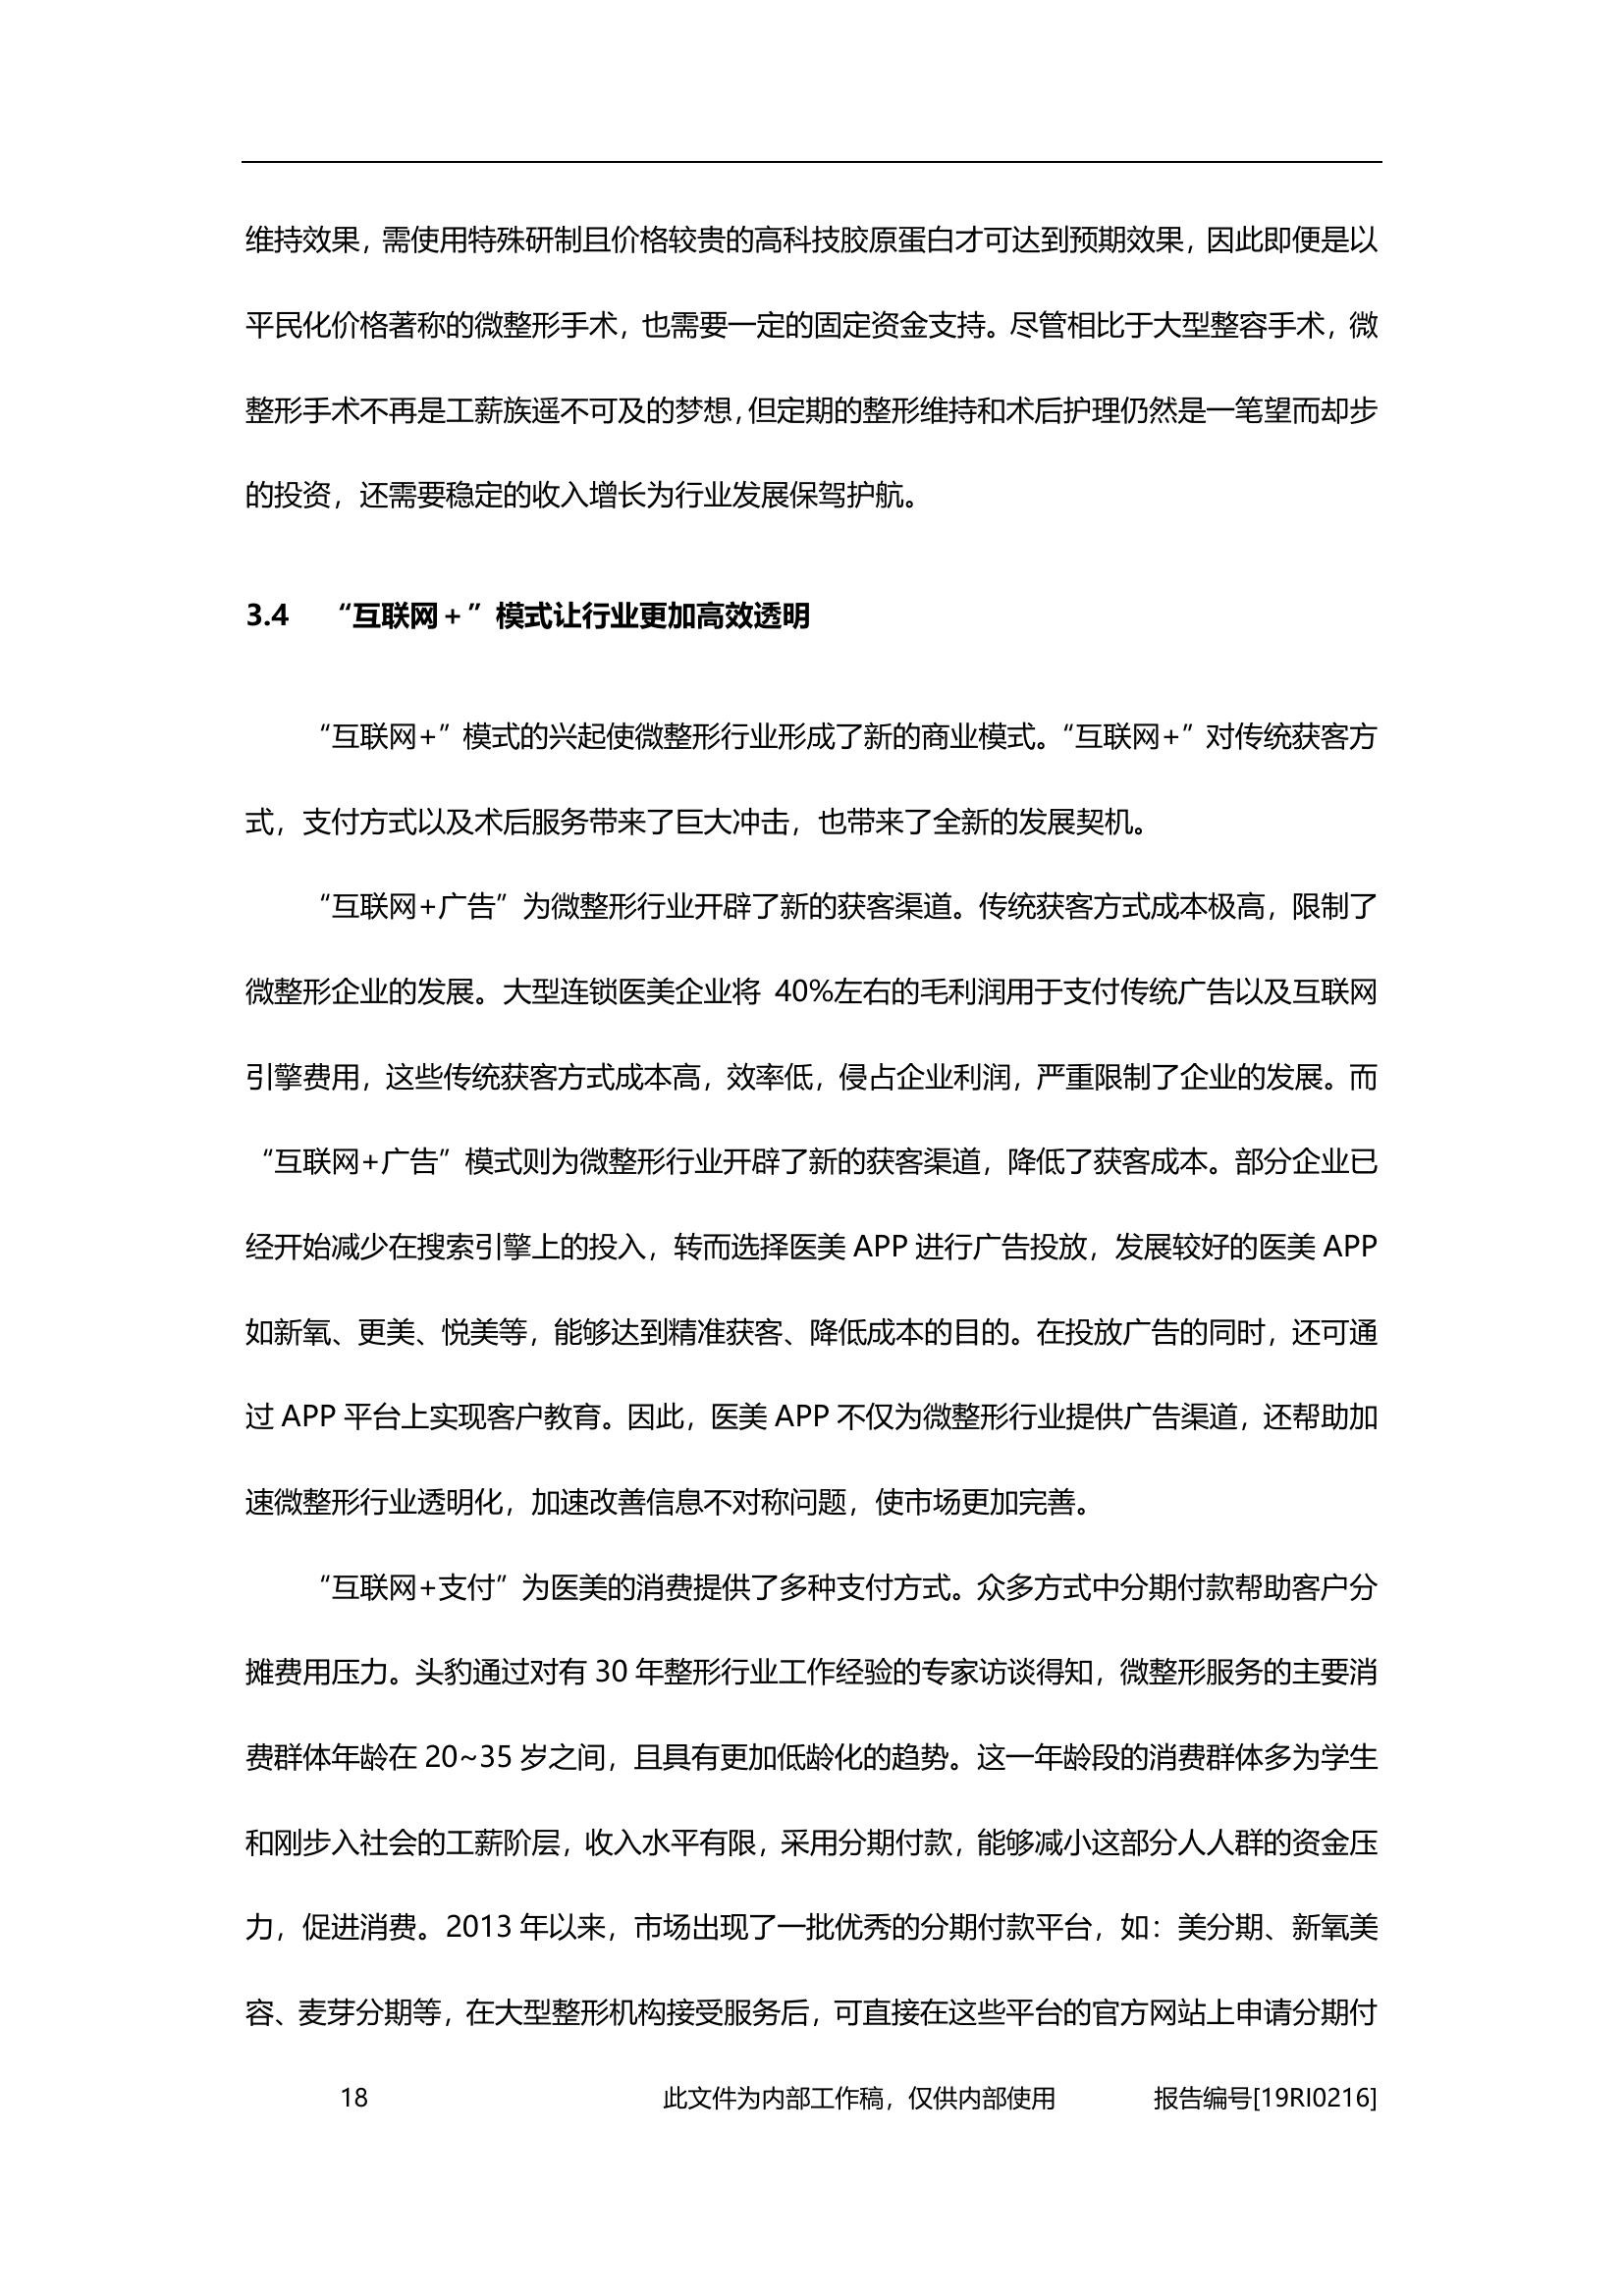 维持效果，需使用特殊研制且价格较贵的高科技胶原蛋白才可达到预期效果，因此即便是以
平民化价格著称的微整形手术，也需要一定的固定资金支持。尽管相比于大型整容手术，微
整形手术不再是工薪族遥不可及的梦想，但定期的整形维持和术后护理仍然是一笔望而却步
的投资，还需要稳定的收入增长为行业发展保驾护航。
3.4 “互联网＋”模式让行业更加高效透明
“互联网+”模式的兴起使微整形行业形成了新的商业模式。“互联网+”对传统获客方
式，支付方式以及术后服务带来了巨大冲击，也带来了全新的发展契机。
“互联网+广告”为微整形行业开辟了新的获客渠道。传统获客方式成本极高，限制了
微整形企业的发展。大型连锁医美企业将 40%左右的毛利润用于支付传统广告以及互联网
引擎费用，这些传统获客方式成本高，效率低，侵占企业利润，严重限制了企业的发展。而
“互联网+广告”模式则为微整形行业开辟了新的获客渠道，降低了获客成本。部分企业已
经开始减少在搜索引擎上的投入，转而选择医美 APP 进行广告投放，发展较好的医美 APP
如新氧、更美、悦美等，能够达到精准获客、降低成本的目的。在投放广告的同时，还可通
过 APP 平台上实现客户教育。因此，医美 APP 不仅为微整形行业提供广告渠道，还帮助加
速微整形行业透明化，加速改善信息不对称问题，使市场更加完善。
“互联网+支付”为医美的消费提供了多种支付方式。众多方式中分期付款帮助客户分
摊费用压力。头豹通过对有 30 年整形行业工作经验的专家访谈得知，微整形服务的主要消
费群体年龄在 20~35 岁之间，且具有更加低龄化的趋势。这一年龄段的消费群体多为学生
和刚步入社会的工薪阶层，收入水平有限，采用分期付款，能够减小这部分人人群的资金压
力，促进消费。2013 年以来，市场出现了一批优秀的分期付款平台，如：美分期、新氧美
容、麦芽分期等，在大型整形机构接受服务后，可直接在这些平台的官方网站上申请分期付
18 此文件为内部工作稿，仅供内部使用 报告编号[19RI0216]